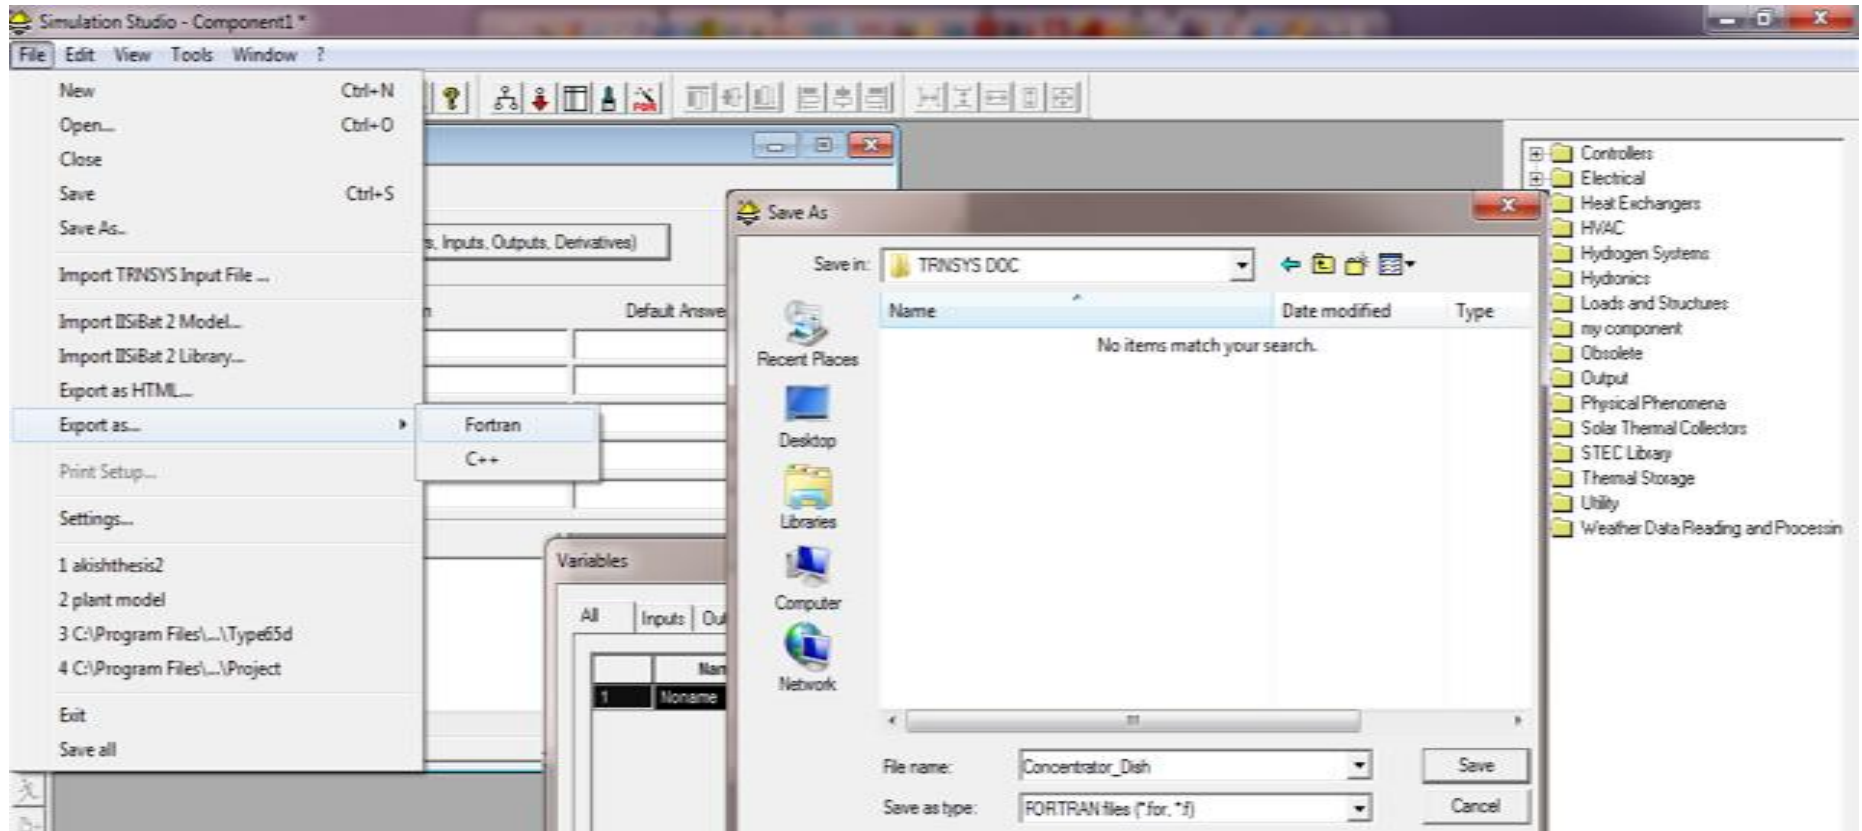 Simulation Studio - Component1 *
File Edit View Tools Window ?
New Ctrl+N
Open... Ctrl+O
Close
Save Ctrl+S
Save As..
Import TRNSYS Input File ...
Import IISiBat 2 Model...
Import IISiBat 2 Library...
Export as HTML...
Export as...
Fortran
C++
Print Setup...
Settings...
1 akishthesis2
2 plant model
3 C:\Program Files\...\Type65d
4 C:\Program Files\...\Project
Exit
Save all
FOR
s, Inputs, Outputs, Derivatives)
n Default Answe
Variables
All Inputs Out
Nam
1 Noname
Save As
Save in: TRNSYS DOC
Name Date modified Type
No items match your search.
Recent Places
Desktop
Libraries
Computer
Network
File name: Concentrator_Dish Save
Save as type: FORTRAN files (*.for, *.f) Cancel
Controllers
Electrical
Heat Exchangers
HVAC
Hydrogen Systems
Hydronics
Loads and Structures
my component
Obsolete
Output
Physical Phenomena
Solar Thermal Collectors
STEC Library
Thermal Storage
Utility
Weather Data Reading and Processin